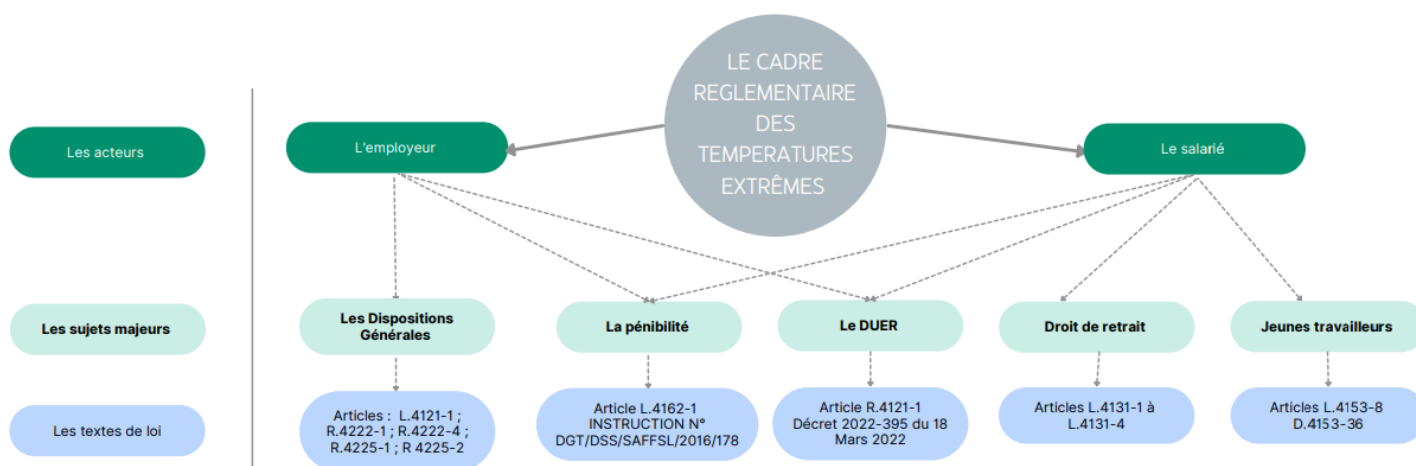 LE CADRE
REGLEMENTAIRE
DES
TEMPERATURES
EXTRÊMES
Les acteurs
L'employeur
Le salarié
Les sujets majeurs
Les Dispositions
Générales
La pénibilité
Le DUER
Droit de retrait
Jeunes travailleurs
Les textes de loi
Articles : L.4121-1 ;
R.4222-1 ; R.4222-4 ;
R.4225-1 ; R 4225-2
Article L.4162-1
INSTRUCTION N°
DGT/DSS/SAFFSL/2016/178
Article R.4121-1
Décret 2022-395 du 18
Mars 2022
Articles L.4131-1 à
L.4131-4
Articles L.4153-8
D.4153-36